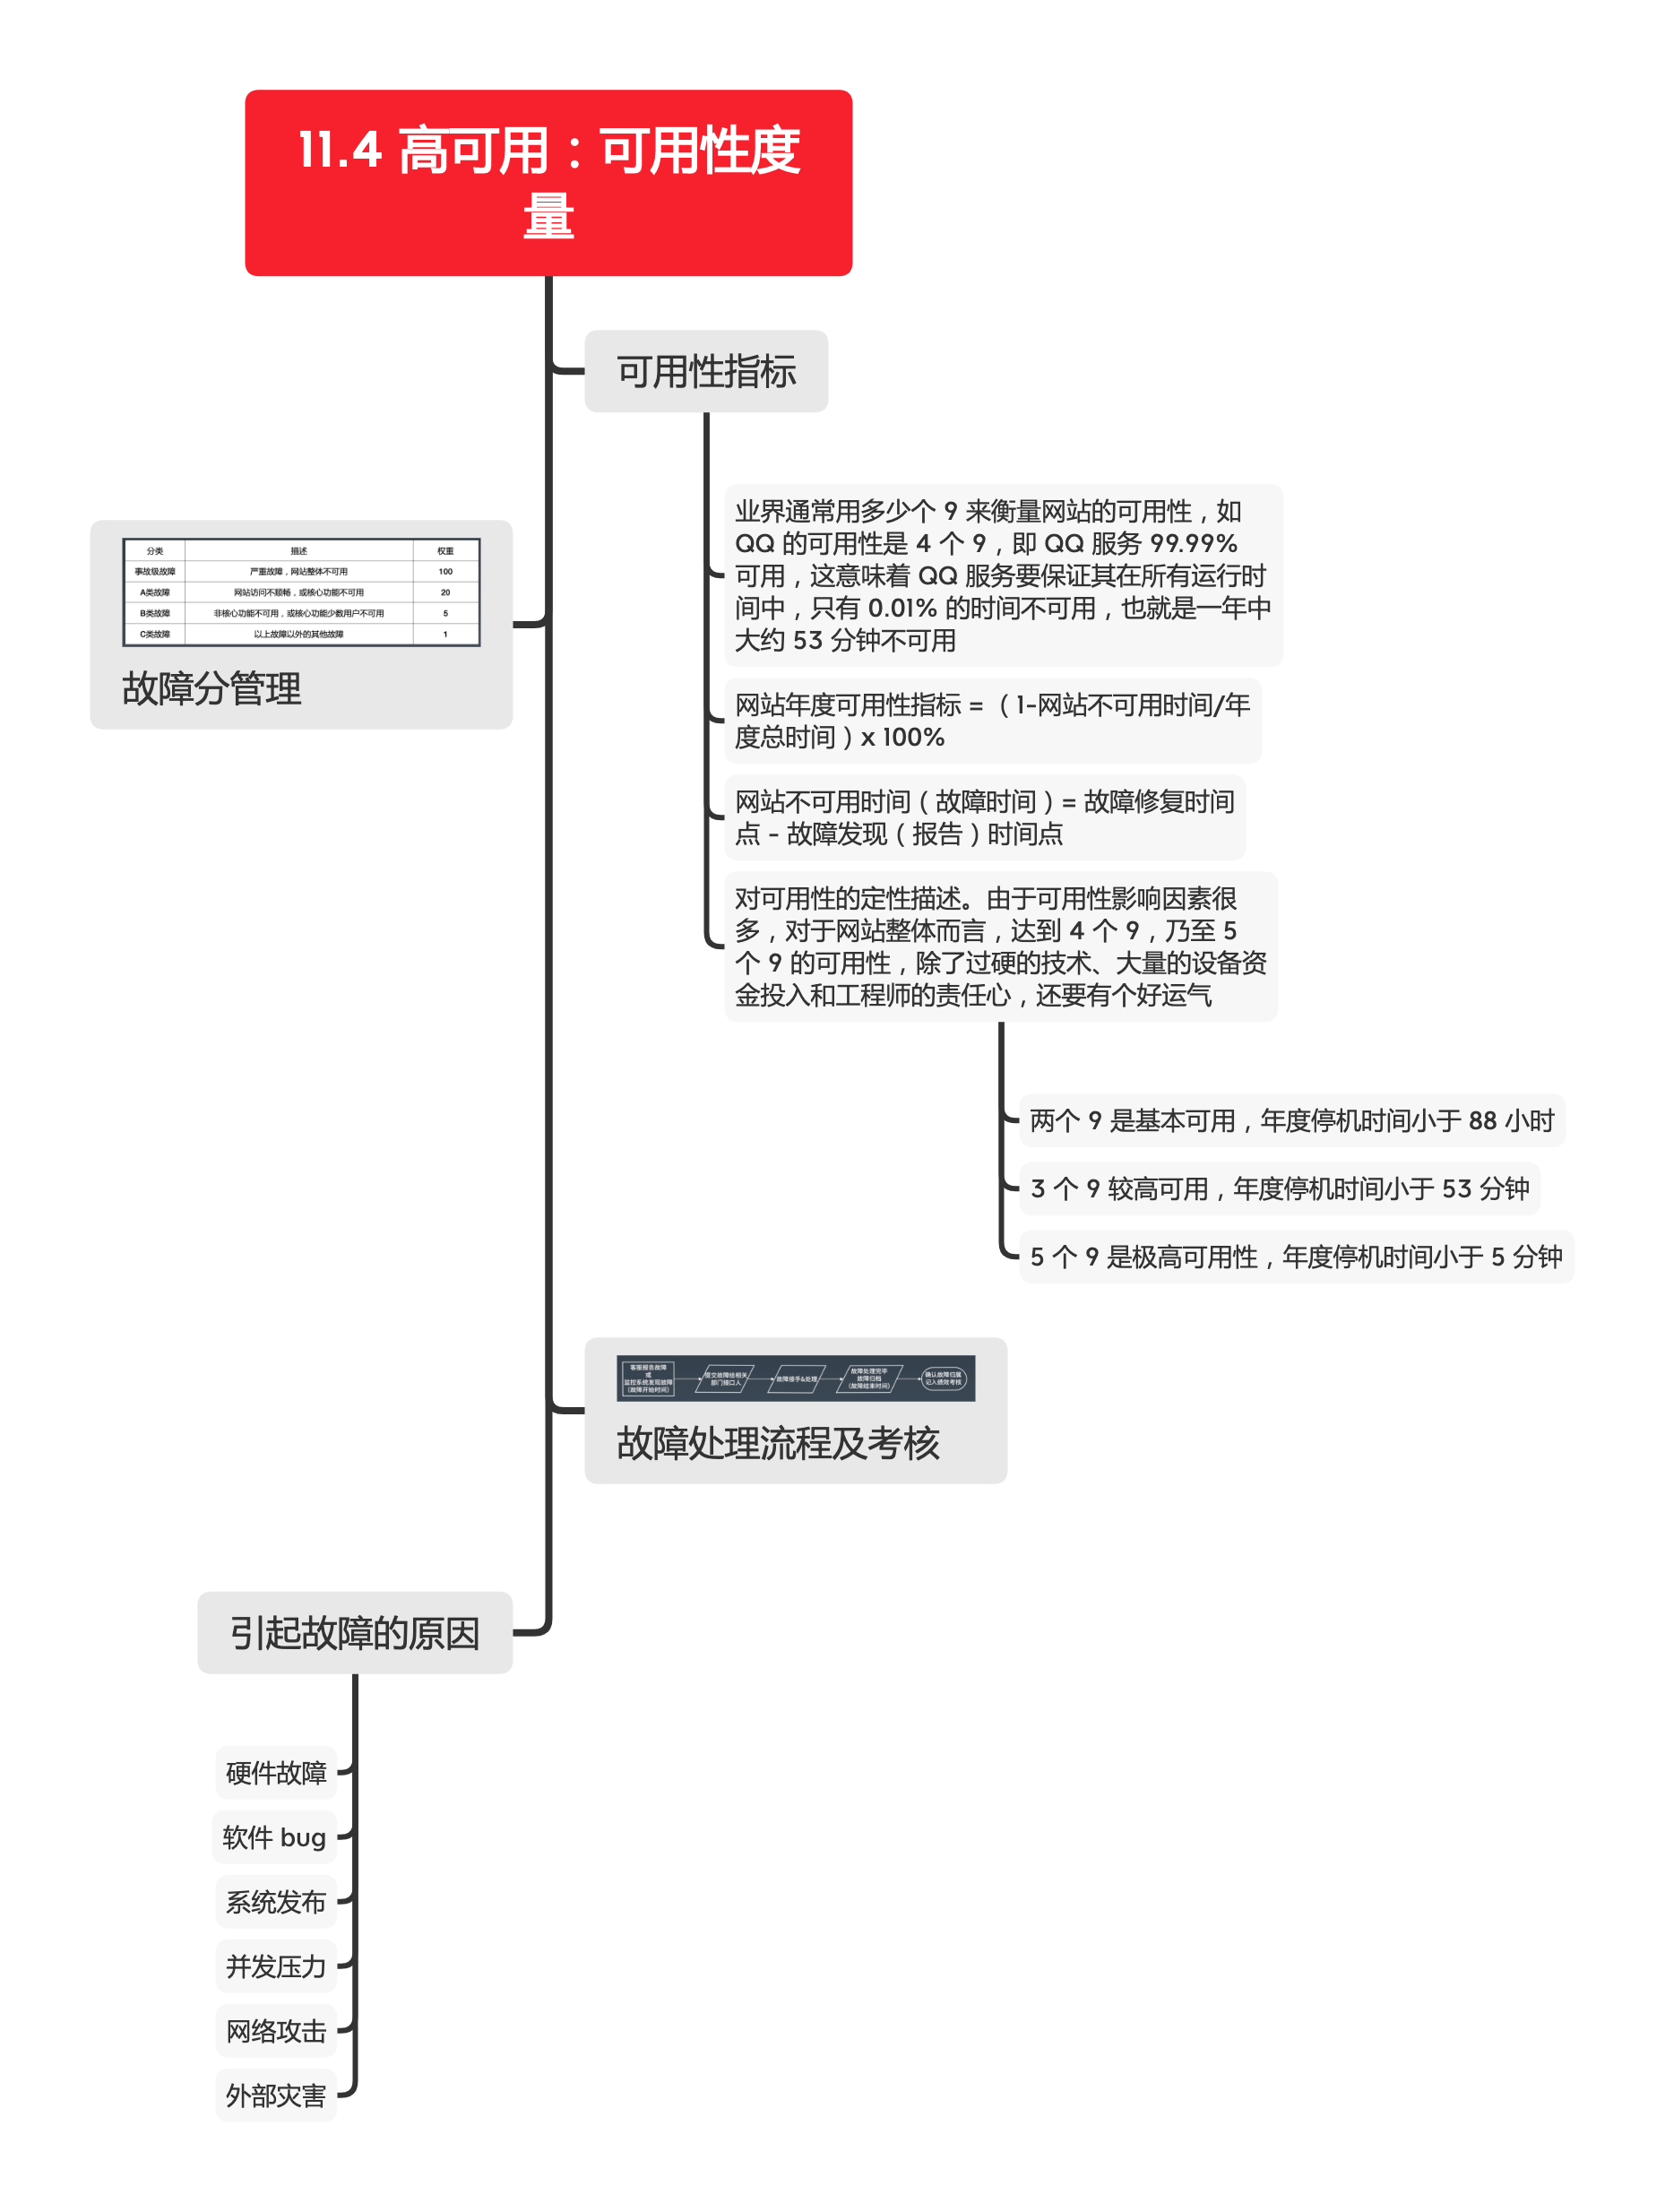 11.4 高可用：可用性度
量
可用性指标
业界通常用多少个 9 来衡量网站的可用性，如
QQ 的可用性是 4 个 9，即 QQ 服务 99.99%
可用，这意味着 QQ 服务要保证其在所有运行时
间中，只有 0.01% 的时间不可用，也就是一年中
大约 53 分钟不可用
网站年度可用性指标 =（1-网站不可用时间/年
度总时间）x 100%
网站不可用时间（故障时间）= 故障修复时间
点 - 故障发现（报告）时间点
对可用性的定性描述。由于可用性影响因素很
多，对于网站整体而言，达到 4 个 9，乃至 5
个 9 的可用性，除了过硬的技术、大量的设备资
金投入和工程师的责任心，还要有个好运气
两个 9 是基本可用，年度停机时间小于 88 小时
3 个 9 较高可用，年度停机时间小于 53 分钟
5 个 9 是极高可用性，年度停机时间小于 5 分钟
分类 描述 权重
事故级故障 严重故障，网站整体不可用 100
A类故障 网站访问不顺畅，或核心功能不可用 20
B类故障 非核心功能不可用，或核心功能少数用户不可用 5
C类故障 以上故障以外的其他故障 1
故障分管理
客服报告故障
或
监控系统发现故障
（故障开始时间）
提交故障给相关
部门接口人
故障接手&处理
故障处理完毕
故障归档
（故障结束时间）
确认故障归属
记入绩效考核
故障处理流程及考核
引起故障的原因
硬件故障
软件 bug
系统发布
并发压力
网络攻击
外部灾害